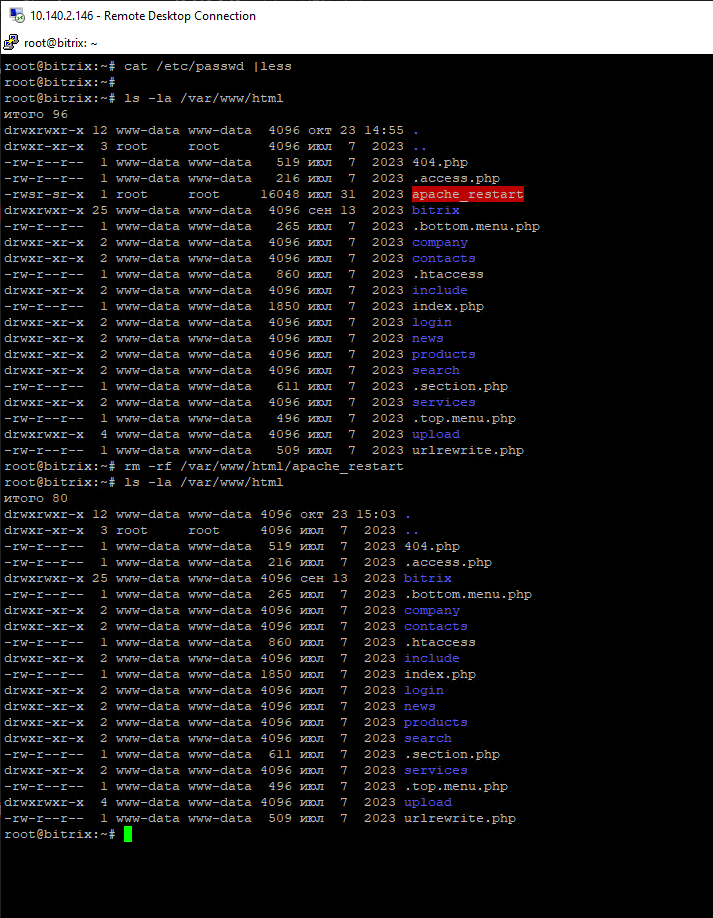 10.140.2.146 - Remote Desktop Connection
root@bitrix: ~
root@bitrix:~# cat /etc/passwd |less
root@bitrix:~#
root@bitrix:~# ls -la /var/www/html
итого 96
drwxrwxr-x 12 www-data www-data  4096 окт 23 14:55 .
drwxr-xr-x  3 root     root      4096 июл  7  2023 ..
-rw-r--r--  1 www-data www-data   519 июл  7  2023 404.php
-rw-r--r--  1 www-data www-data   216 июл  7  2023 .access.php
-rwsr-sr-x  1 root     root     16048 июл 31  2023 apache_restart
drwxrwxr-x 25 www-data www-data  4096 сен 13  2023 bitrix
-rw-r--r--  1 www-data www-data   265 июл  7  2023 .bottom.menu.php
drwxr-xr-x  2 www-data www-data  4096 июл  7  2023 company
drwxr-xr-x  2 www-data www-data  4096 июл  7  2023 contacts
-rw-r--r--  1 www-data www-data   860 июл  7  2023 .htaccess
drwxr-xr-x  2 www-data www-data  4096 июл  7  2023 include
-rw-r--r--  1 www-data www-data  1850 июл  7  2023 index.php
drwxr-xr-x  2 www-data www-data  4096 июл  7  2023 login
drwxr-xr-x  2 www-data www-data  4096 июл  7  2023 news
drwxr-xr-x  2 www-data www-data  4096 июл  7  2023 products
drwxr-xr-x  2 www-data www-data  4096 июл  7  2023 search
-rw-r--r--  1 www-data www-data   611 июл  7  2023 .section.php
drwxr-xr-x  2 www-data www-data  4096 июл  7  2023 services
-rw-r--r--  1 www-data www-data   496 июл  7  2023 .top.menu.php
drwxrwxr-x  4 www-data www-data  4096 июл  7  2023 upload
-rw-r--r--  1 www-data www-data   509 июл  7  2023 urlrewrite.php
root@bitrix:~# rm -rf /var/www/html/apache_restart
root@bitrix:~# ls -la /var/www/html
итого 80
drwxrwxr-x 12 www-data www-data 4096 окт 23 15:03 .
drwxr-xr-x  3 root     root     4096 июл  7  2023 ..
-rw-r--r--  1 www-data www-data  519 июл  7  2023 404.php
-rw-r--r--  1 www-data www-data  216 июл  7  2023 .access.php
drwxrwxr-x 25 www-data www-data 4096 сен 13  2023 bitrix
-rw-r--r--  1 www-data www-data  265 июл  7  2023 .bottom.menu.php
drwxr-xr-x  2 www-data www-data 4096 июл  7  2023 company
drwxr-xr-x  2 www-data www-data 4096 июл  7  2023 contacts
-rw-r--r--  1 www-data www-data  860 июл  7  2023 .htaccess
drwxr-xr-x  2 www-data www-data 4096 июл  7  2023 include
-rw-r--r--  1 www-data www-data 1850 июл  7  2023 index.php
drwxr-xr-x  2 www-data www-data 4096 июл  7  2023 login
drwxr-xr-x  2 www-data www-data 4096 июл  7  2023 news
drwxr-xr-x  2 www-data www-data 4096 июл  7  2023 products
drwxr-xr-x  2 www-data www-data 4096 июл  7  2023 search
-rw-r--r--  1 www-data www-data  611 июл  7  2023 .section.php
drwxr-xr-x  2 www-data www-data 4096 июл  7  2023 services
-rw-r--r--  1 www-data www-data  496 июл  7  2023 .top.menu.php
drwxrwxr-x  4 www-data www-data 4096 июл  7  2023 upload
-rw-r--r--  1 www-data www-data  509 июл  7  2023 urlrewrite.php
root@bitrix:~#